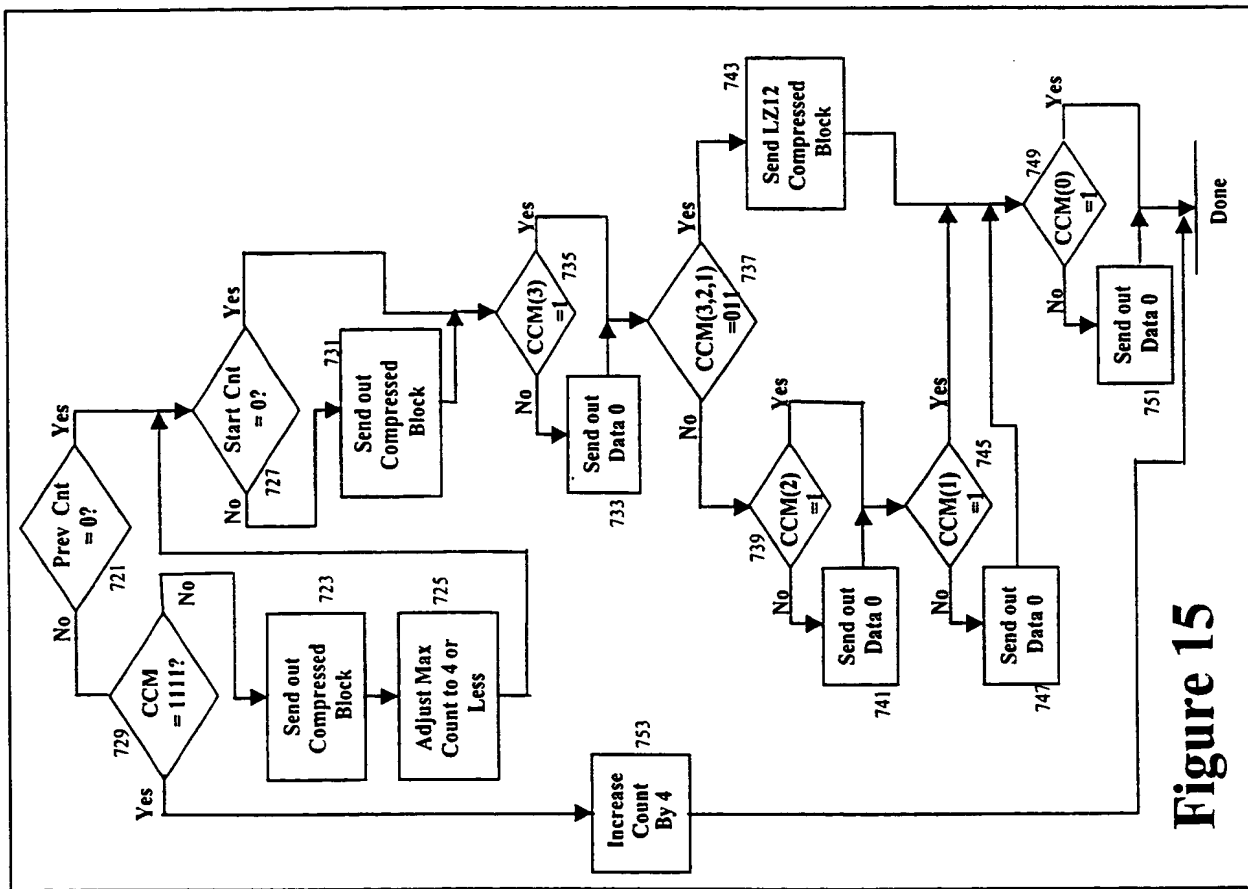 Prev Cnt
= 0?
721
No
Yes
CCM
= 1111?
729
Yes
No
Send out
Compressed
Block
723
Adjust Max
Count to 4 or
Less
725
Start Cnt
= 0?
727
No
Yes
Send out
Compressed
Block
731
CCM(3)
=1
735
No
Yes
Send out
Data 0
733
CCM(3,2,1)
=011
737
No
Yes
CCM(2)
=1
739
No
Yes
Send out
Data 0
741
CCM(1)
=1
745
No
Yes
Send out
Data 0
747
Send LZ12
Compressed
Block
743
CCM(0)
=1
749
No
Yes
Send out
Data 0
751
Increase
Count
By 4
753
Done
Figure 15